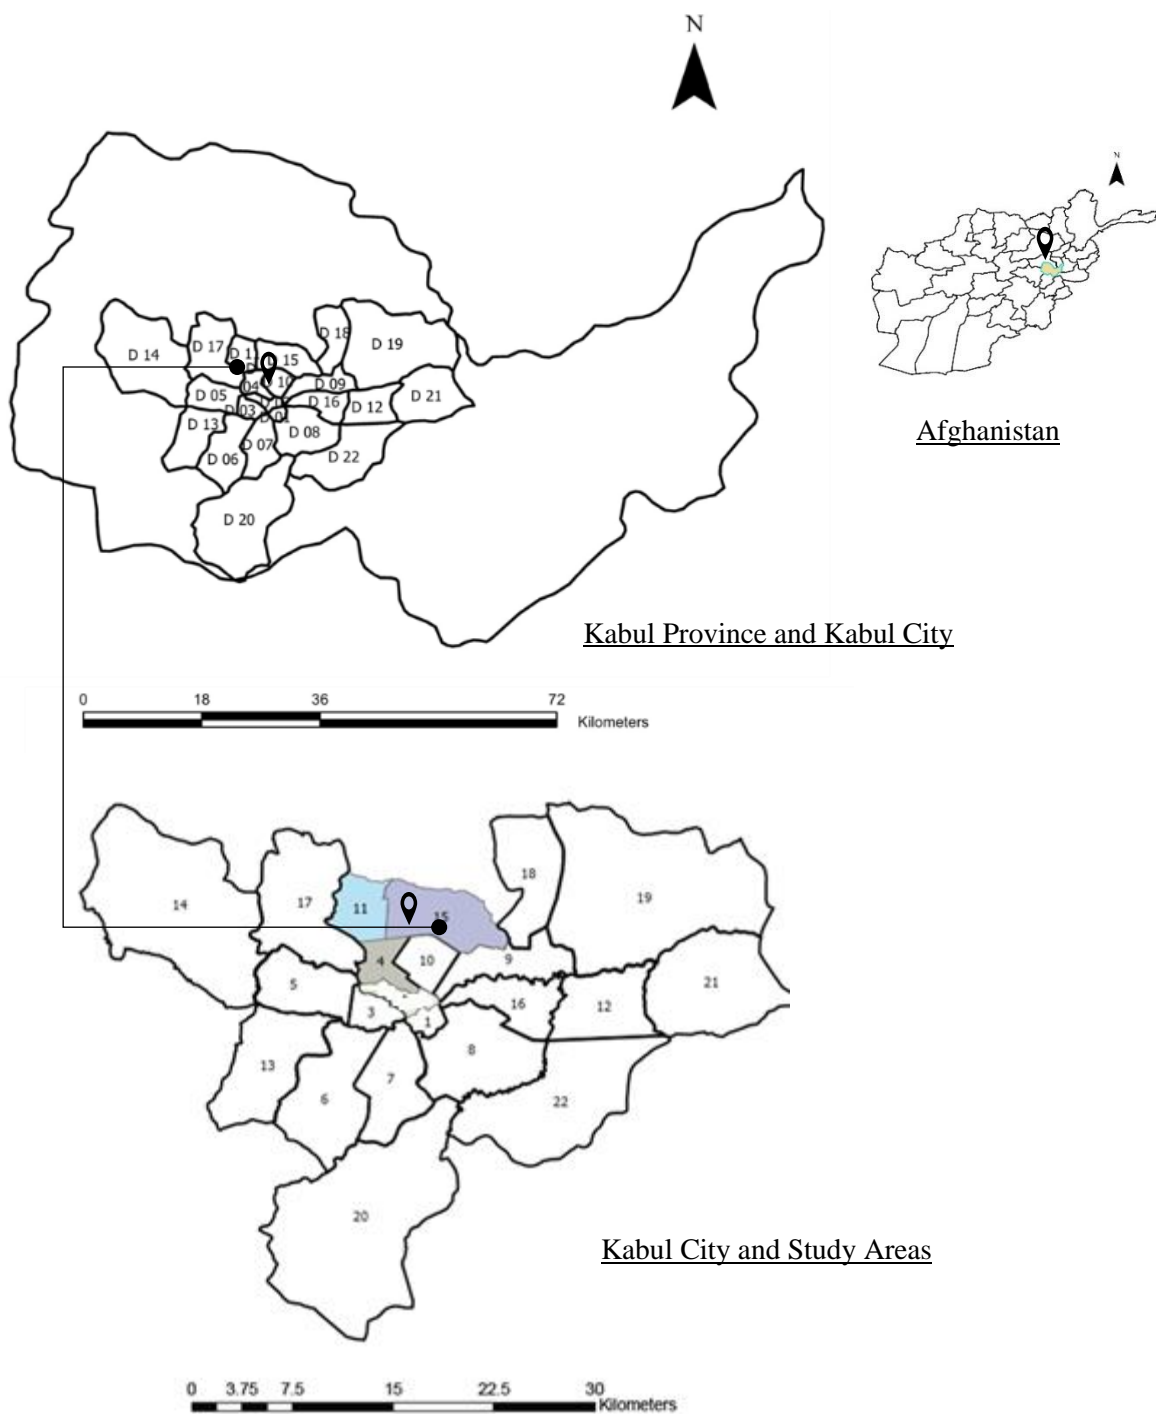 N
N
D 18
D 17
D 19
D 11
D 15
D 14
D 10
D 09
04
D 05
D 21
D 16
D 12
D 03
D 01
D 13
D 08
D 07
D 06
D 22
D 20
Afghanistan
Kabul Province and Kabul City
0 18 36 72
Kilometers
18
19
14
17
11
15
4
10
9
5
21
16
12
3
1
8
13
7
6
22
20
Kabul City and Study Areas
0 3.75 7.5 15 22.5 30
Kilometers